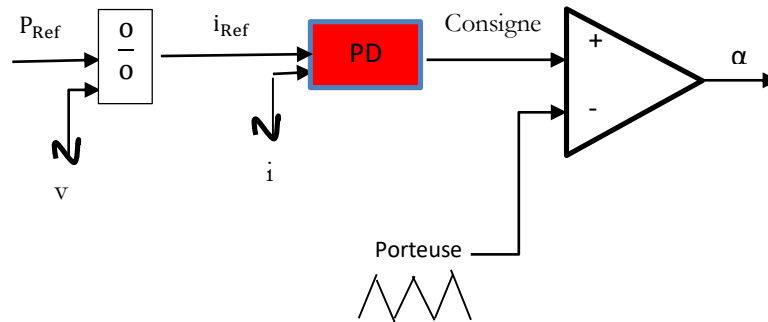 P_Ref
o
o
i_Ref
PD
Consigne
+
-
α
v
i
Porteuse